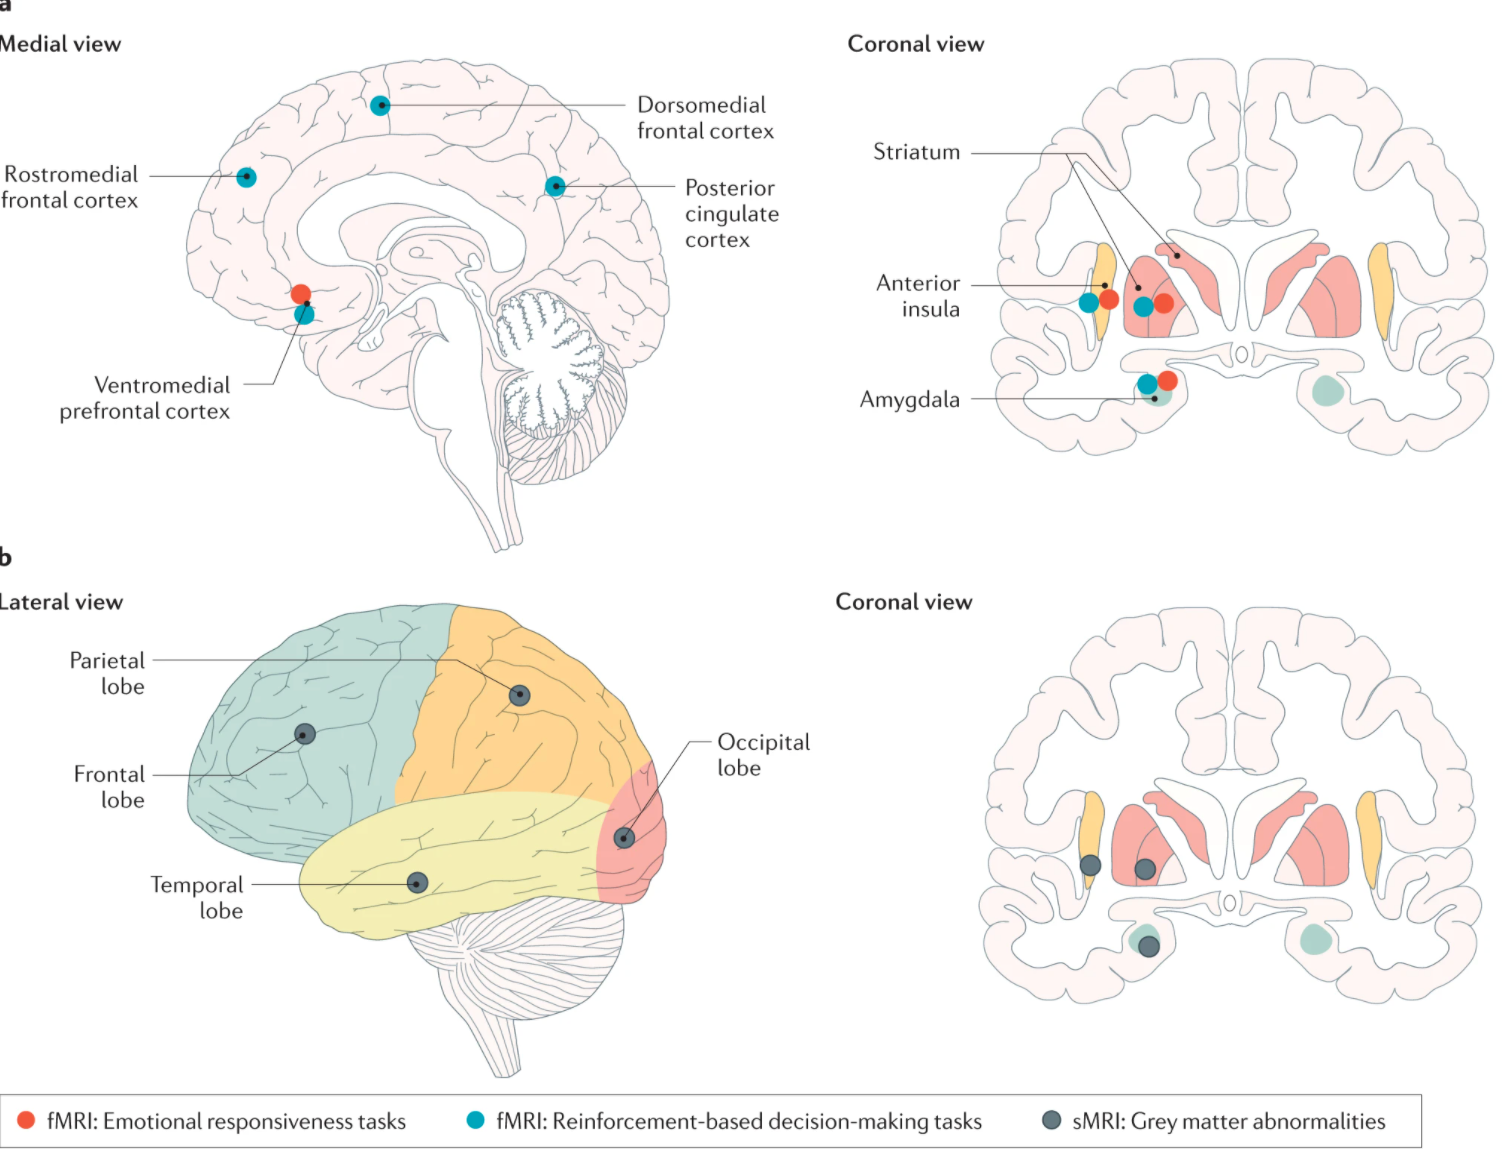 a
Medial view
Coronal view
Dorsomedial
frontal cortex
Rostromedial
frontal cortex
Posterior
cingulate
cortex
Ventromedial
prefrontal cortex
Striatum
Anterior
insula
Amygdala
b
Lateral view
Coronal view
Parietal
lobe
Frontal
lobe
Occipital
lobe
Temporal
lobe
fMRI: Emotional responsiveness tasks
fMRI: Reinforcement-based decision-making tasks
sMRI: Grey matter abnormalities